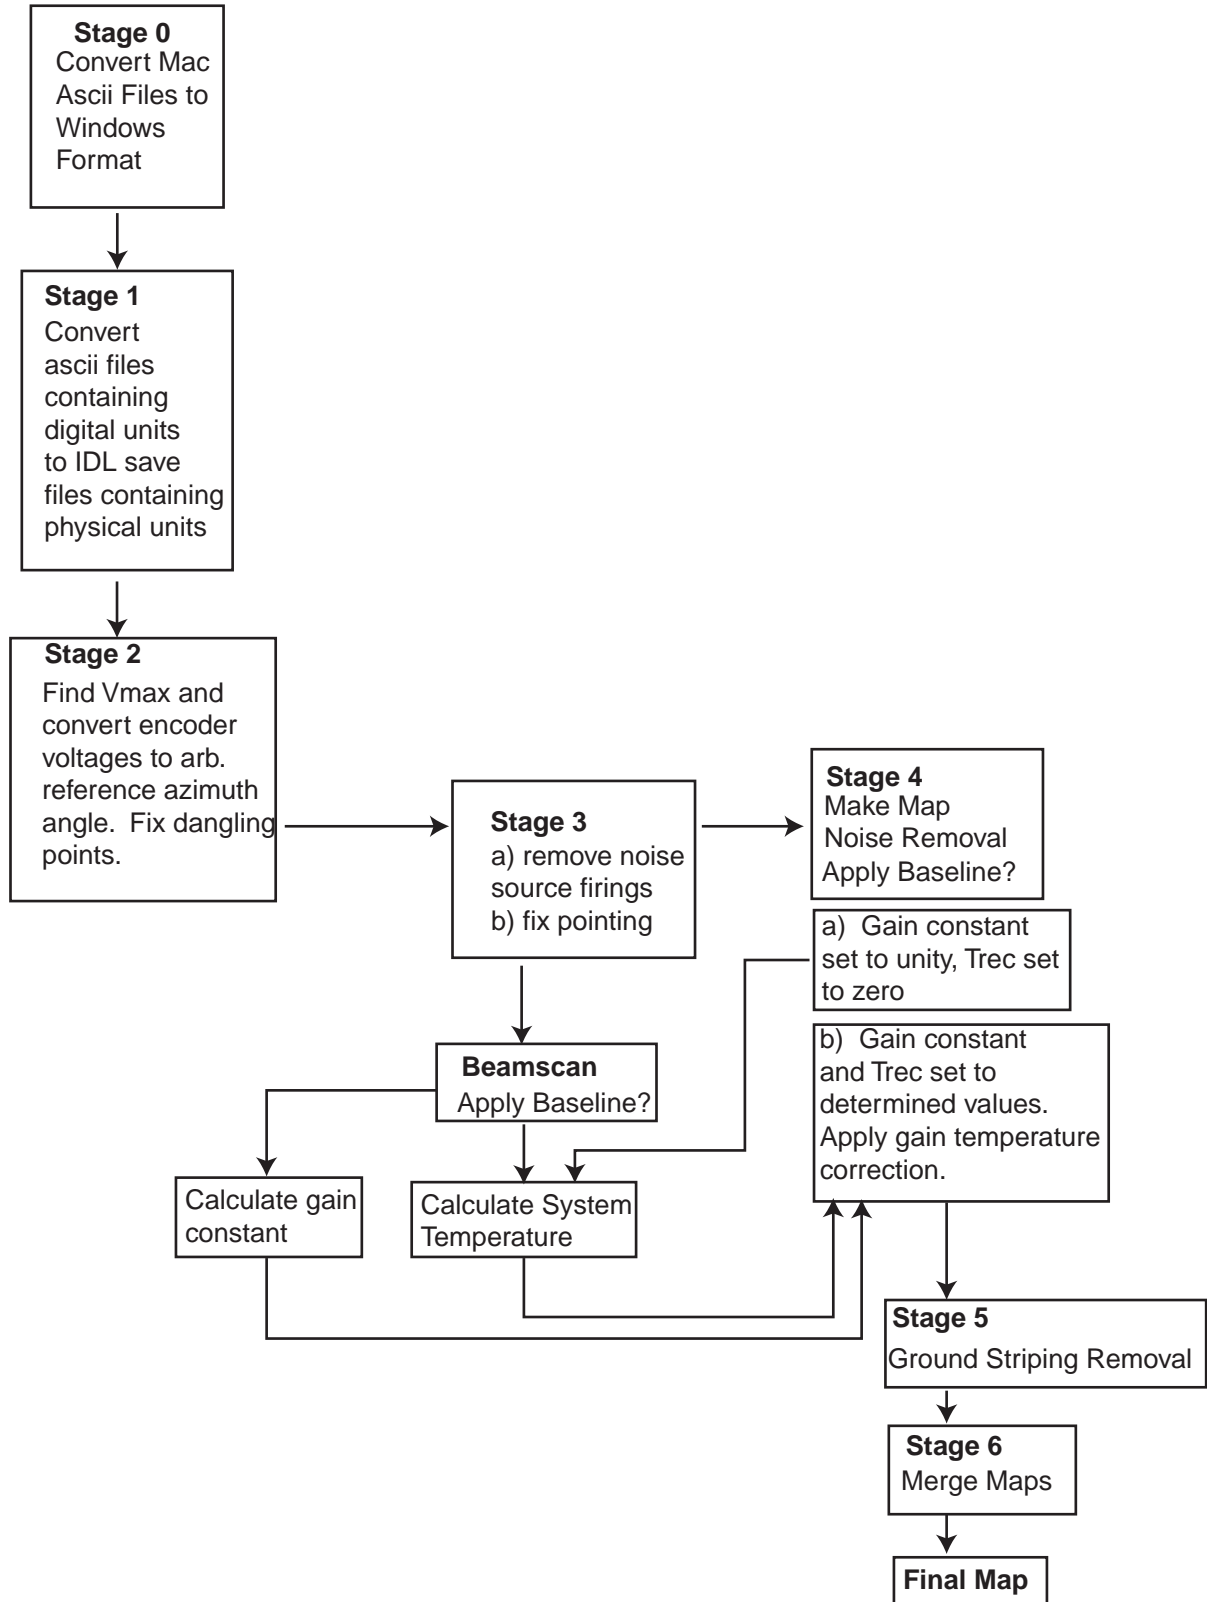 Stage 0
Convert Mac
Ascii Files to
Windows
Format
Stage 1
Convert
ascii files
containing
digital units
to IDL save
files containing
physical units
Stage 2
Find Vmax and
convert encoder
voltages to arb.
reference azimuth
angle. Fix dangling
points.
Stage 3
a) remove noise
source firings
b) fix pointing
Stage 4
Make Map
Noise Removal
Apply Baseline?
a) Gain constant
set to unity, Trec set
to zero
b) Gain constant
and Trec set to
determined values.
Apply gain temperature
correction.
Beamscan
Apply Baseline?
Calculate gain
constant
Calculate System
Temperature
Stage 5
Ground Striping Removal
Stage 6
Merge Maps
Final Map